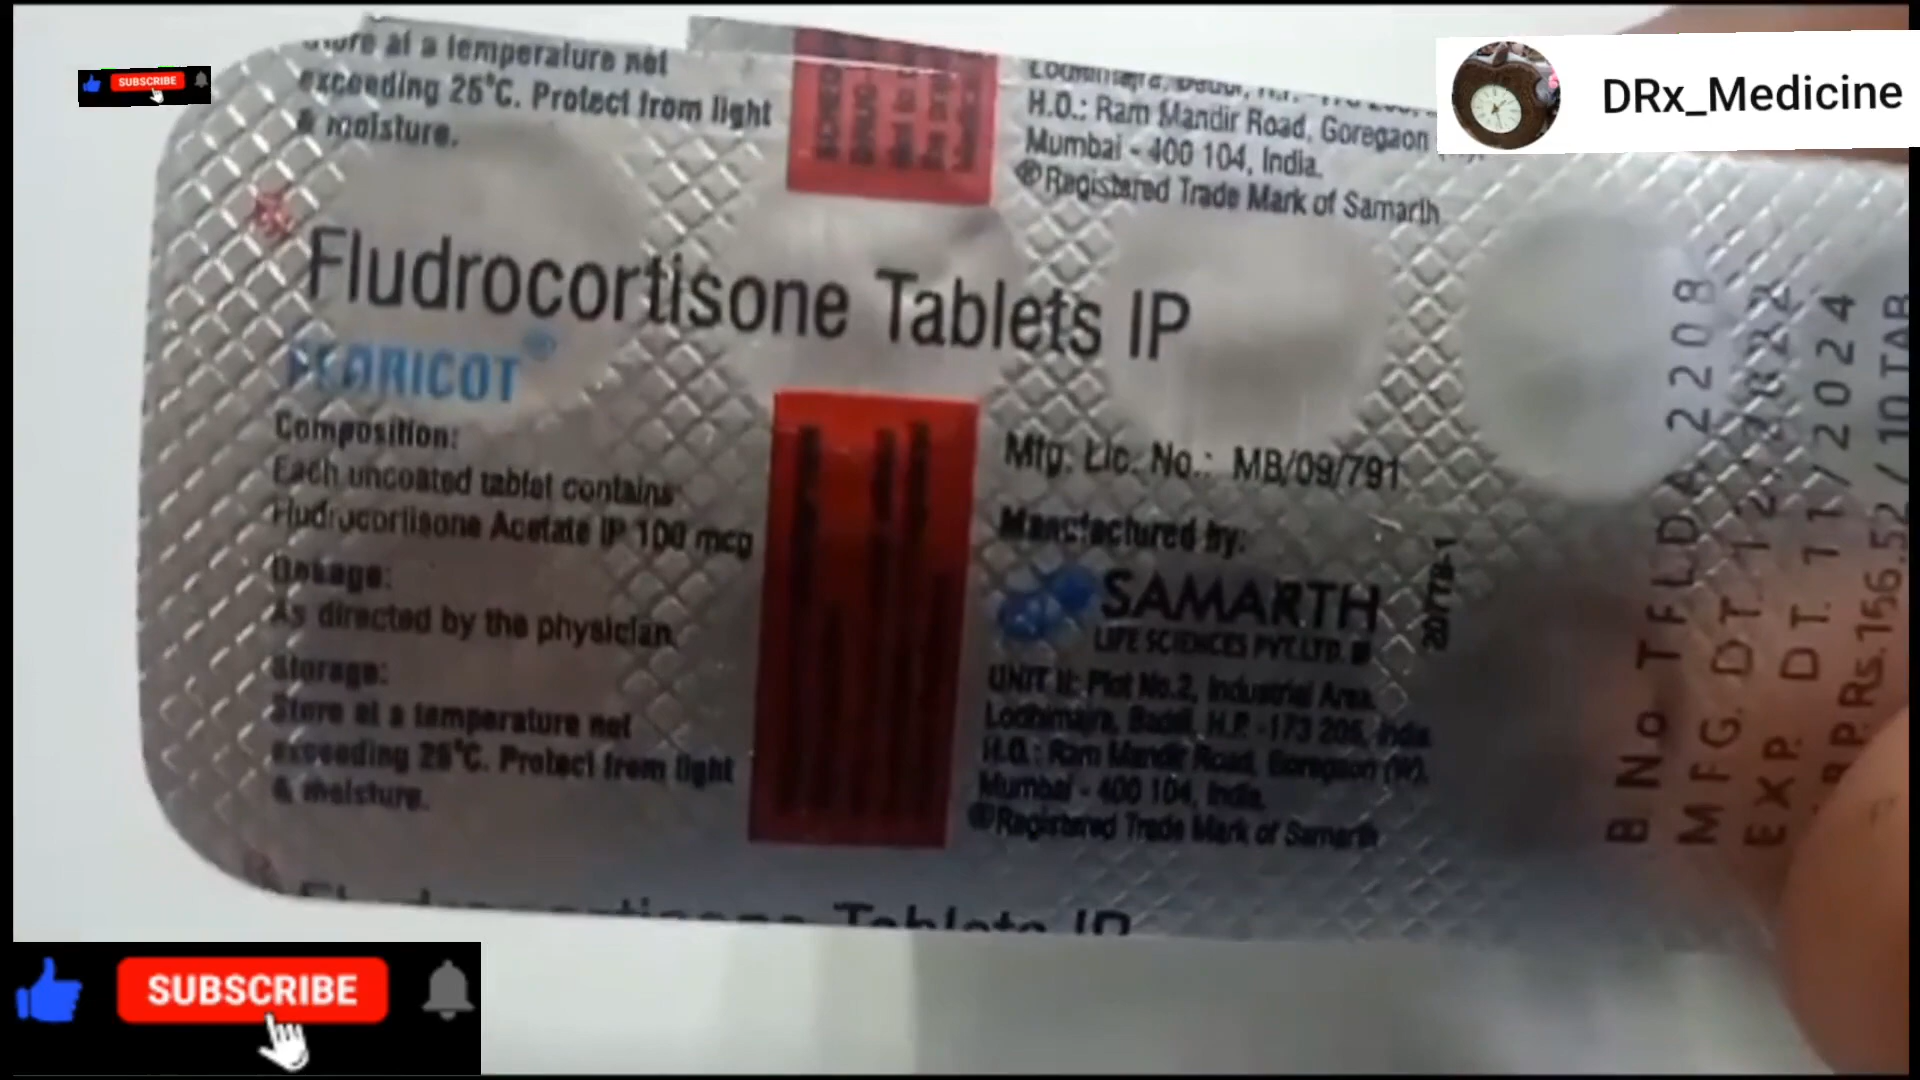 SUBSCRIBE
DRx_Medicine
Store at a temperature not
exceeding 25°C. Protect from light
& moisture.
H.O.: Ram Mandir Road, Goregaon
Mumbai - 400 104, India.
®Registered Trade Mark of Samarth
Fludrocortisone Tablets IP
FLORICOT®
Composition:
Each uncoated tablet contains:
Fludrocortisone Acetate IP 100 mcg
Dosage:
As directed by the physician.
Storage:
Store at a temperature not
exceeding 25°C. Protect from light
& moisture.
Mfg. Lic. No.: MB/09/791
Manufactured by:
SAMARTH
LIFE SCIENCES PVT.LTD.
UNIT II: Plot No.2, Industrial Area,
Lodhimajra, Baddi, H.P. -173 205, India.
H.O.: Ram Mandir Road, Goregaon (W),
Mumbai - 400 104, India.
®Registered Trade Mark of Samarth
B No TFLDA 2208
MFG. DT. 12/2022
EXP. DT. 11/2024
Rs.156.52/10 TAB
Fludrocortisone Tablets IP
SUBSCRIBE